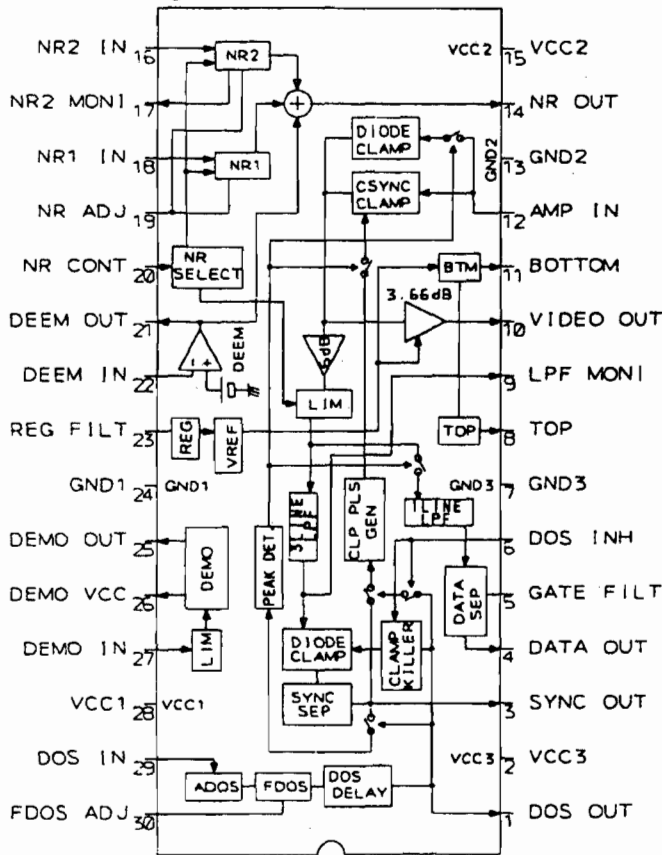 NR2 IN 16
NR2 VCC2 15 VCC2
NR2 MONI 17
14 NR OUT
DIODE CLAMP
NR1 IN 18
NR1
GND2 13 GND2
CSYNC CLAMP
NR ADJ 19
12 AMP IN
NR CONT 20
NR SELECT
BTM
11 BOTTOM
3.66dB
DEEM OUT 21
10 VIDEO OUT
DEEM
DEEM IN 22
LIM
9 LPF MONI
REG FILT 23
REG
VREF
TOP
8 TOP
GND1 24 GND1
GND3 7 GND3
1LINE LPF
3LINE LPF
CLP PLS GEN
PEAK DET.
DEMO OUT 25
DEMO
6 DOS INH
DATA SEP
DEMO VCC 26
5 GATE FILT
DEMO IN 27
LIM
DIODE CLAMP
CLAMP KILLER
4 DATA OUT
SYNC SEP
VCC1 28 VCC1
3 SYNC OUT
DOS IN 29
VCC3 2 VCC3
ADOS
FDOS
DOS DELAY
FDOS ADJ 30
1 DOS OUT